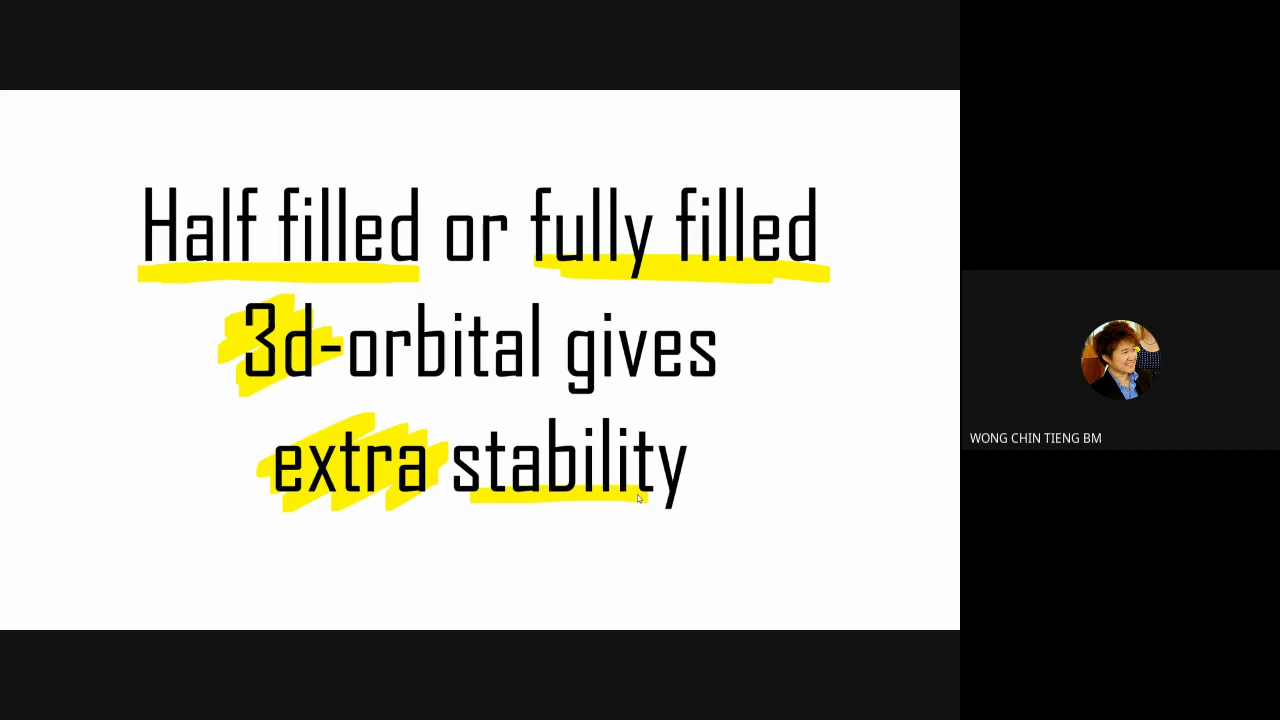 Half filled or fully filled
3d-orbital gives
extra stability
WONG CHIN TIENG BM